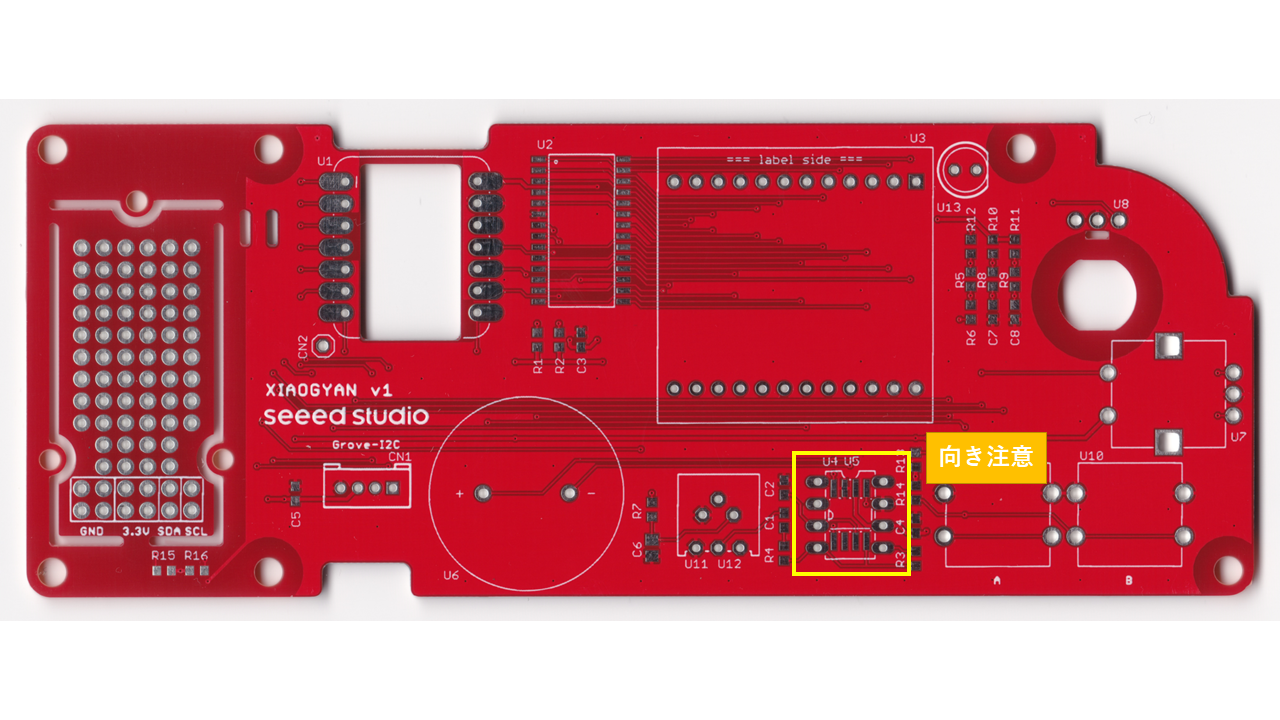 U1
U2
U3
=== label side ===
U13
U8
R12
R10
R11
R5
R8
R9
R6
C7
C8
CN2
R1
R2
C3
XIAOGYAN v1
seeed studio
Grove-I2C
CN1
C5
+
-
U6
R7
C6
U11 U12
C2
C1
R4
U4 U5
R13
R14
C4
R3
向き注意
U10
U7
A
B
GND 3.3V SDA SCL
R15 R16